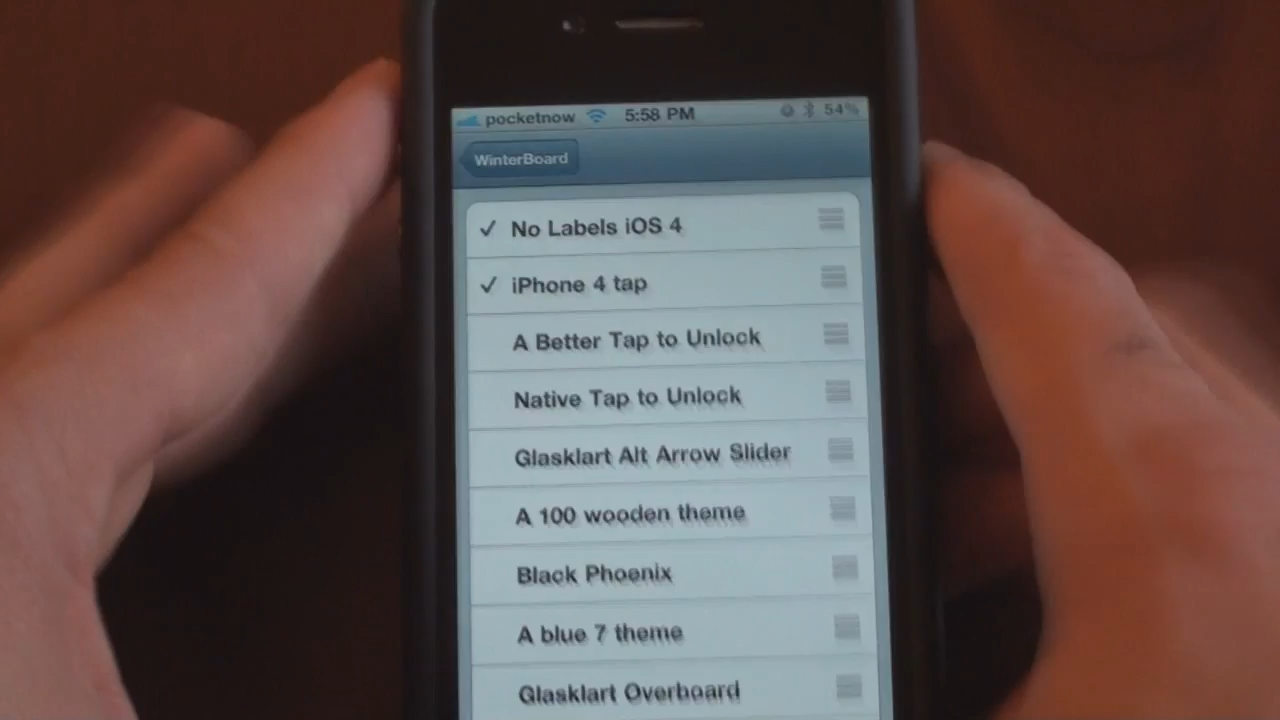 pocketnow 5:58 PM 54%
WinterBoard
No Labels iOS 4
iPhone 4 tap
A Better Tap to Unlock
Native Tap to Unlock
Glasklart Alt Arrow Slider
A 100 wooden theme
Black Phoenix
A blue 7 theme
Glasklart Overboard